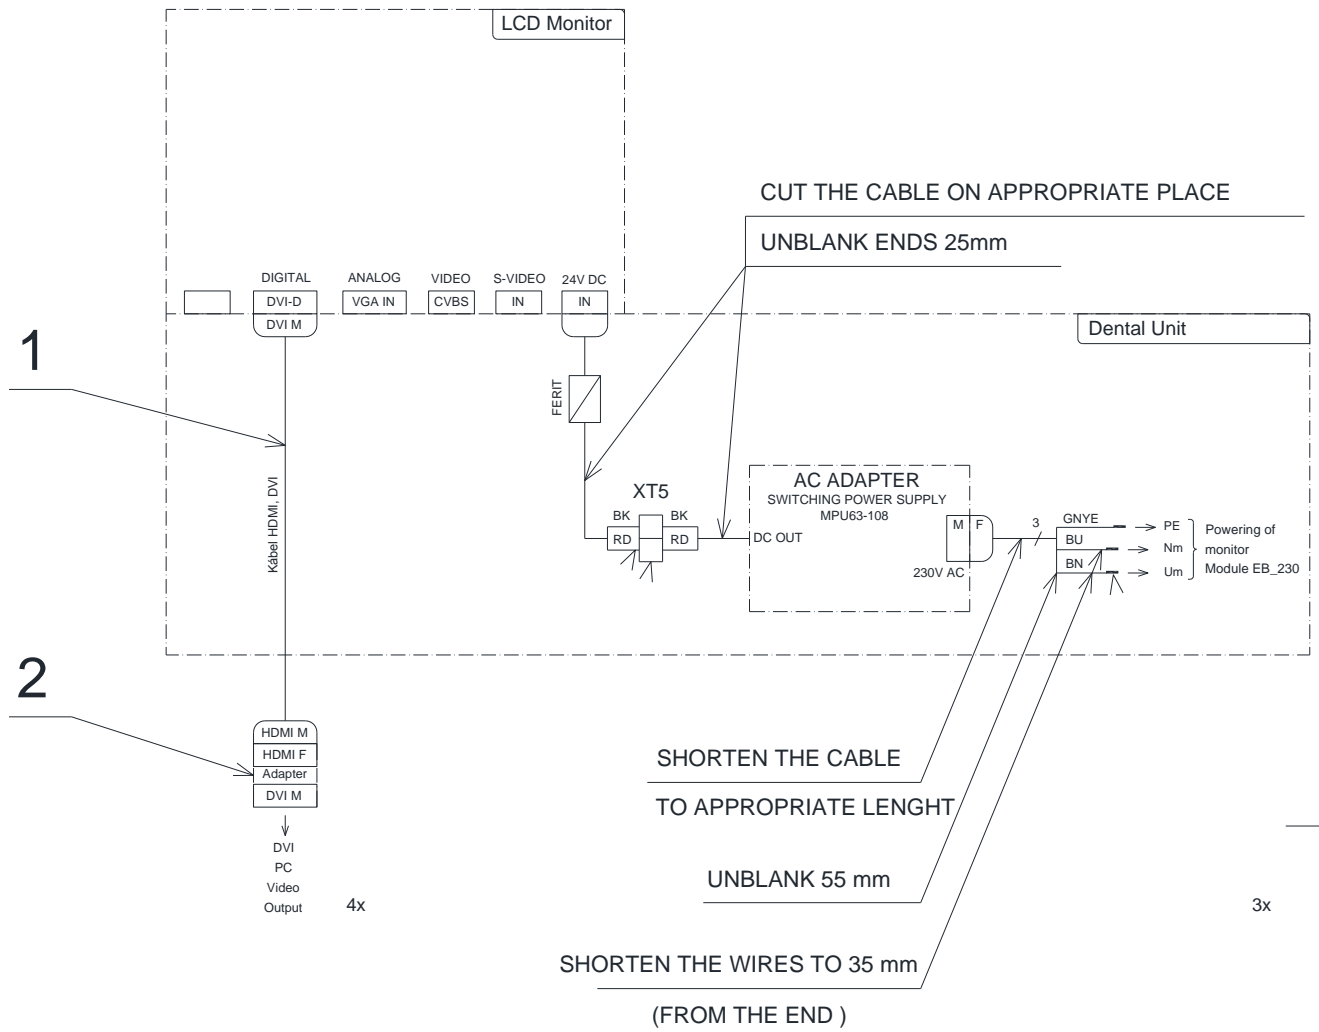 LCD Monitor
CUT THE CABLE ON APPROPRIATE PLACE
UNBLANK ENDS 25mm
DIGITAL ANALOG VIDEO S-VIDEO 24V DC
DVI-D VGA IN CVBS IN IN
DVI M
Dental Unit
1
FERIT
Kábel HDMI, DVI
XT5
BK BK
RD RD
AC ADAPTER
SWITCHING POWER SUPPLY
MPU63-108
DC OUT
M F
230V AC
3
GNYE PE
BU Nm
BN Um
Powering of
monitor
Module EB_230
2
HDMI M
HDMI F
Adapter
DVI M
DVI
PC
Video
Output
4x
SHORTEN THE CABLE
TO APPROPRIATE LENGHT
UNBLANK 55 mm
3x
SHORTEN THE WIRES TO 35 mm
(FROM THE END )